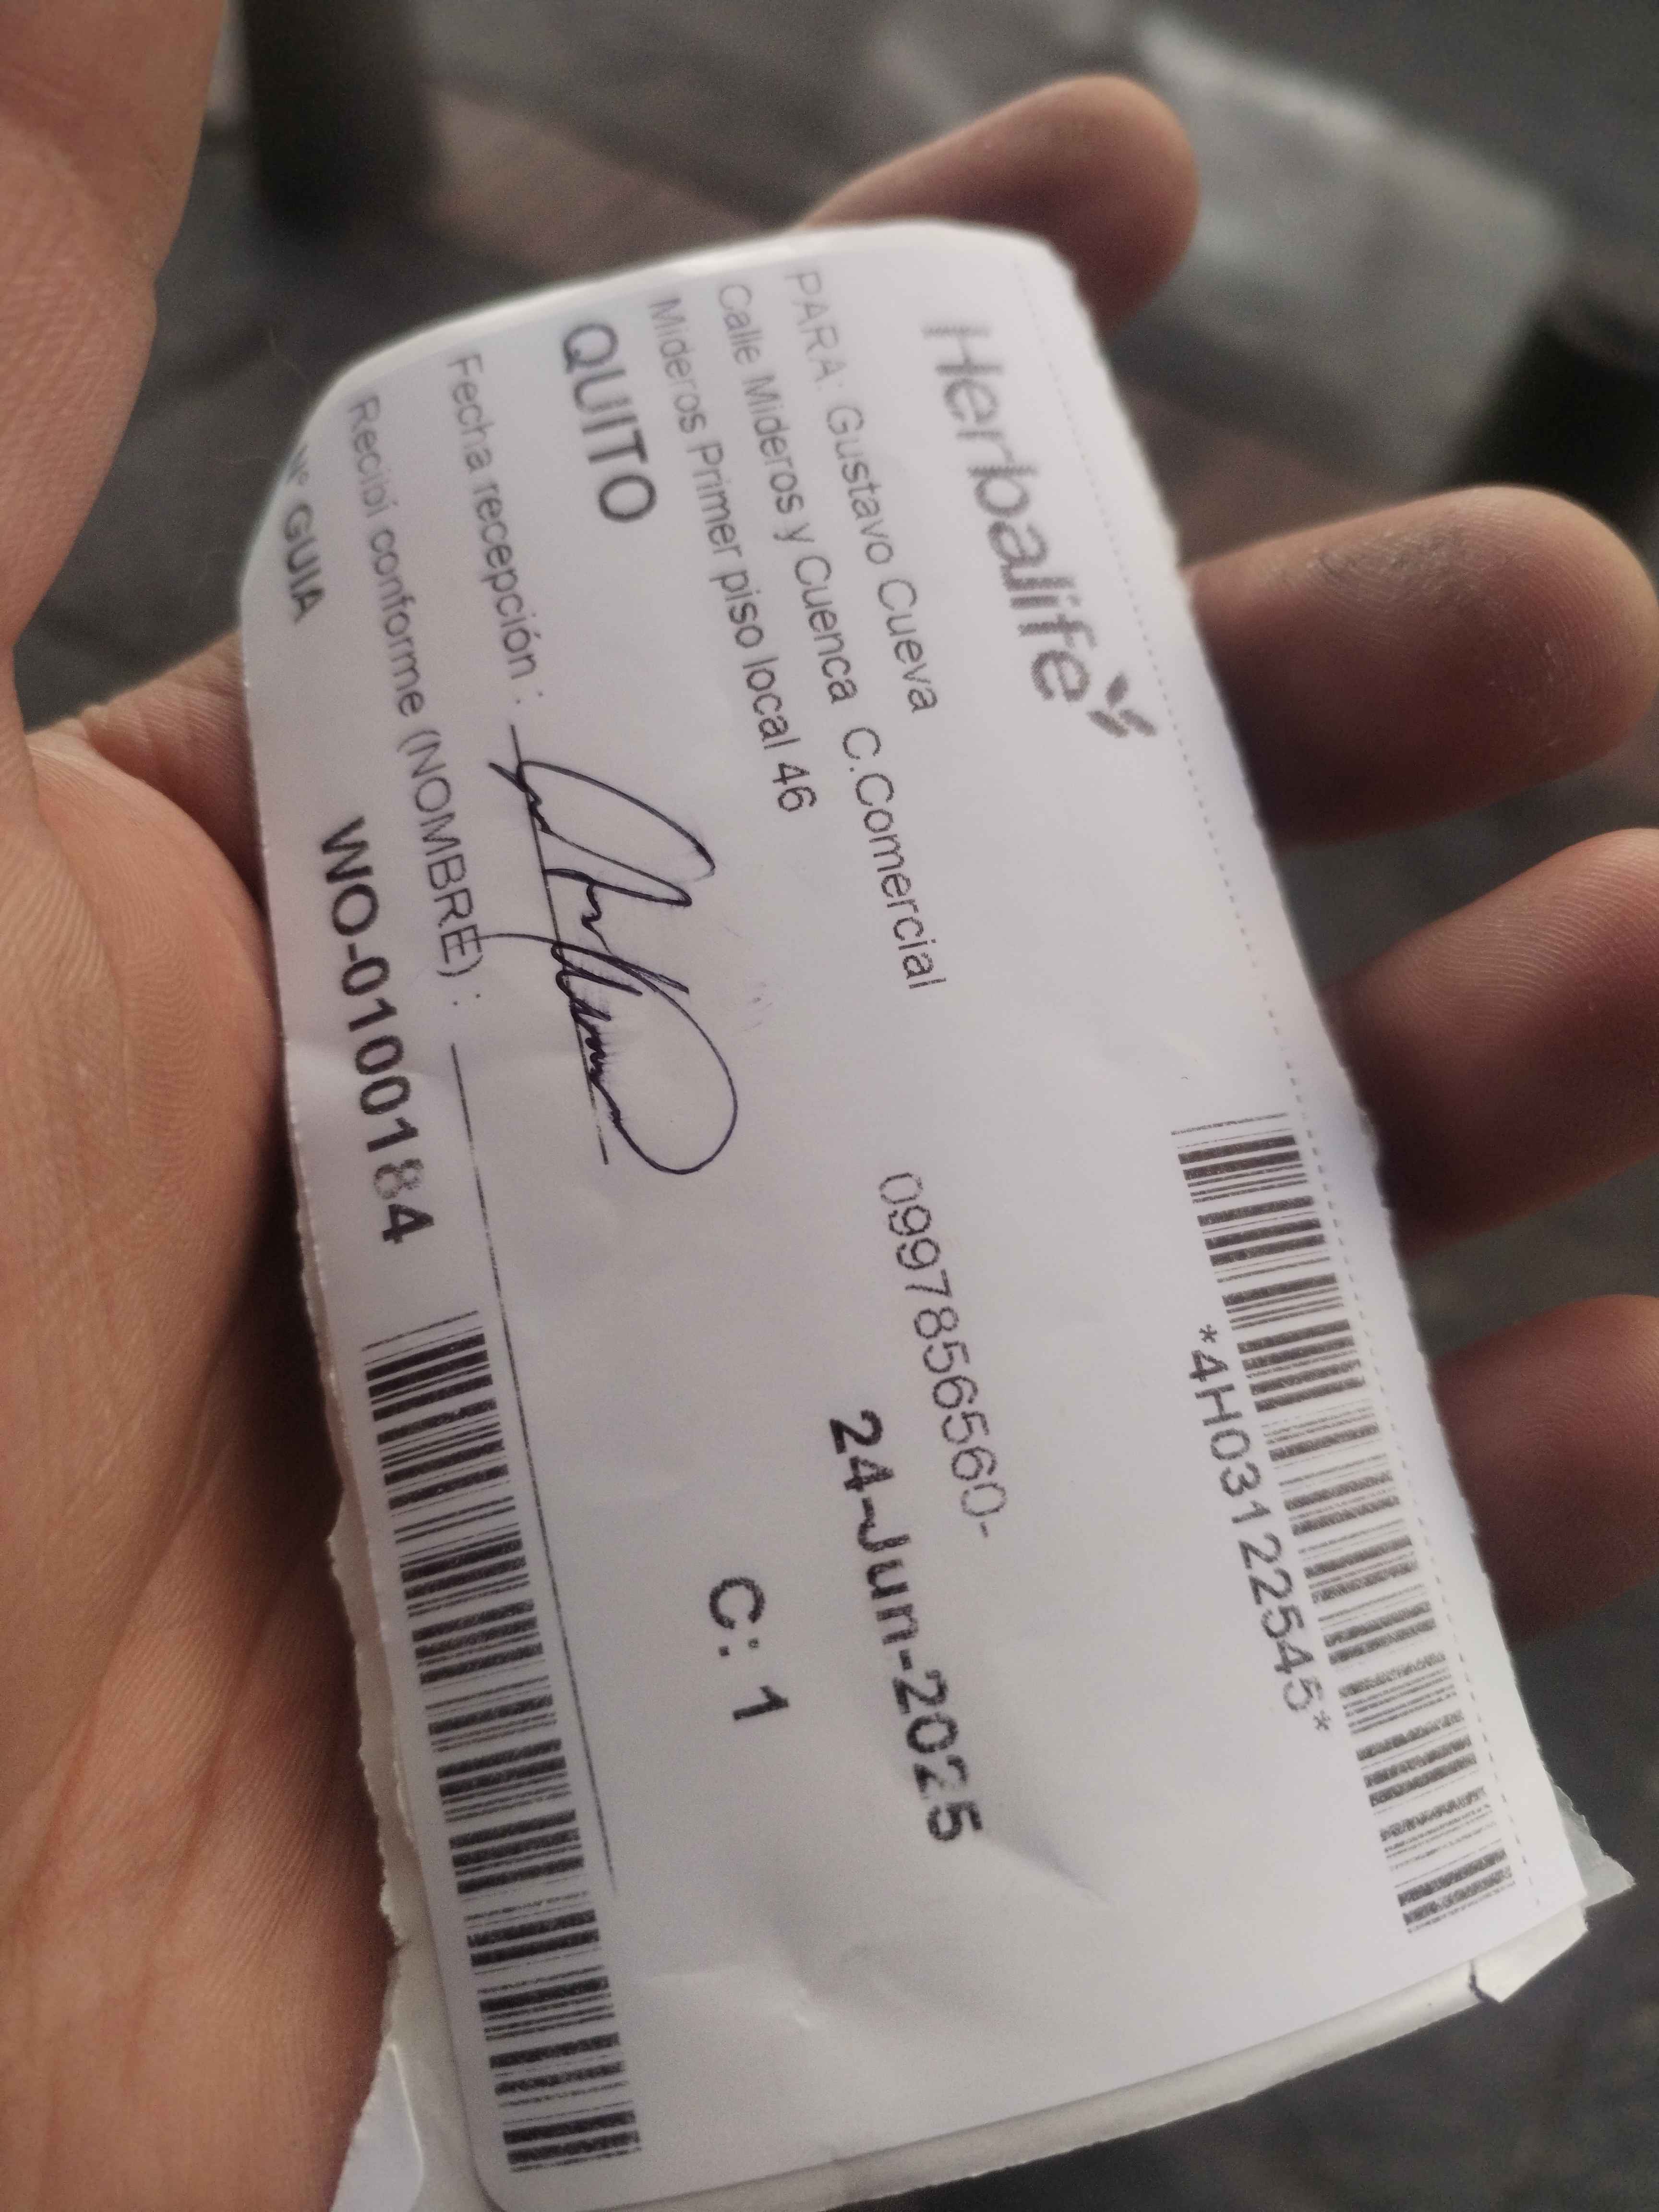 Herbalife
*4H03122545*
PARA: Gustavo Cueva
0997856560-
Calle Mideros y Cuenca C.Comercial
24-Jun-2025
Mideros Primer piso local 46
QUITO
C: 1
Fecha recepción :
Recibí conforme (NOMBRE) :
N° GUIA WO-0100184